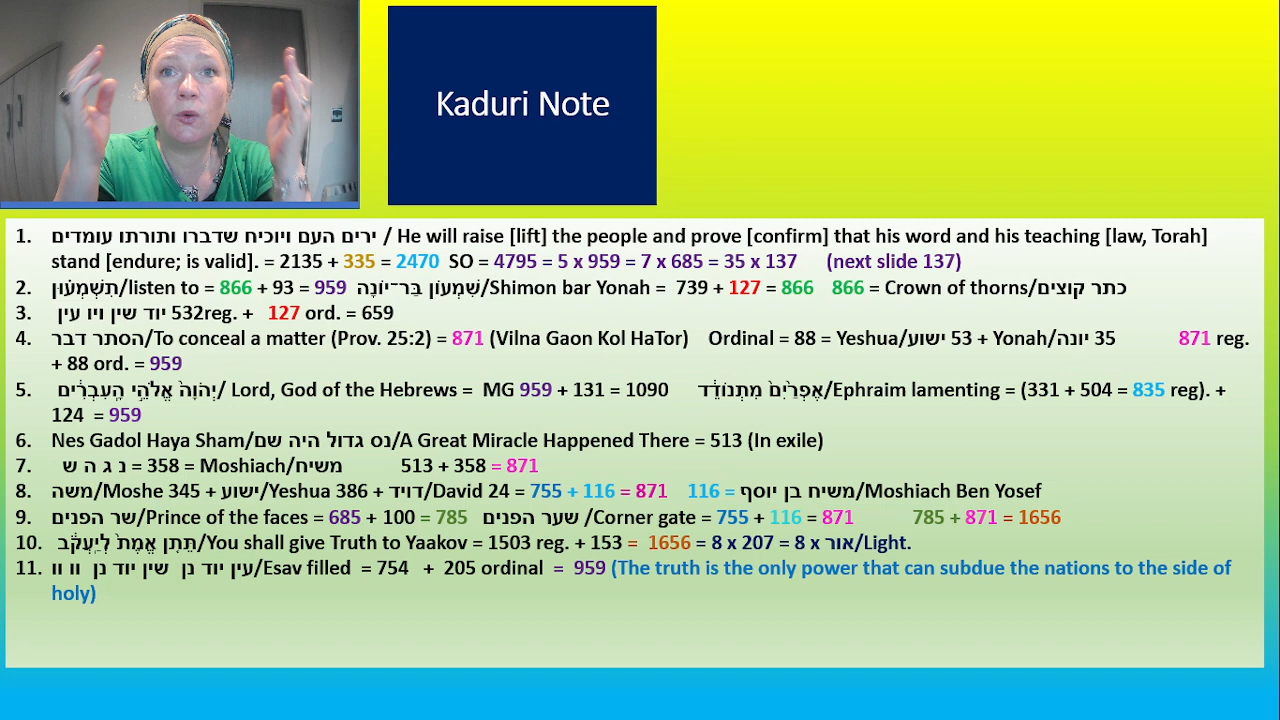 Kaduri Note
1. ירים העם ויוכיח שדברו ותורתו עומדים / He will raise [lift] the people and prove [confirm] that his word and his teaching [law, Torah]
stand [endure; is valid]. = 2135 + 335 = 2470 SO = 4795 = 5 x 959 = 7 x 685 = 35 x 137 (next slide 137)
2. תִּשְׁמָע֑וּן/listen to = 866 + 93 = 959 שִׁמְעוֹן בַּר־יוֹנָה/Shimon bar Yonah = 739 + 127 = 866 866 = Crown of thorns/כתר קוצים
3. יוד שין ויו עין 532reg. + 127 ord. = 659
4. הסתר דבר/To conceal a matter (Prov. 25:2) = 871 (Vilna Gaon Kol HaTor) Ordinal = 88 = Yeshua/ישוע 53 + Yonah/יונה 35 871 reg.
+ 88 ord. = 959
5. יְהֹוָה֙ אֱלֹהֵ֣י הָֽעִבְרִ֔ים/ Lord, God of the Hebrews = MG 959 + 131 = 1090 אֶפְרַ֙יִם֙ מִתְנוֹדֵ֔ד/Ephraim lamenting = (331 + 504 = 835 reg). +
124 = 959
6. Nes Gadol Haya Sham/נס גדול היה שם/A Great Miracle Happened There = 513 (In exile)
7. נ ג ה ש = 358 = Moshiach/משיח 513 + 358 = 871
8. משה/Moshe 345 + ישוע/Yeshua 386 + דויד/David 24 = 755 + 116 = 871 116 = משיח בן יוסף/Moshiach Ben Yosef
9. שר הפנים/Prince of the faces = 685 + 100 = 785 שער הפנים /Corner gate = 755 + 116 = 871 785 + 871 = 1656
10. תִּתֵּ֤ן אֱמֶת֙ לְיַֽעֲקֹ֔ב/You shall give Truth to Yaakov = 1503 reg. + 153 = 1656 = 8 x 207 = 8 x אור/Light.
11. עין יוד נן שין יוד נן וו וו/Esav filled = 754 + 205 ordinal = 959 (The truth is the only power that can subdue the nations to the side of
holy)